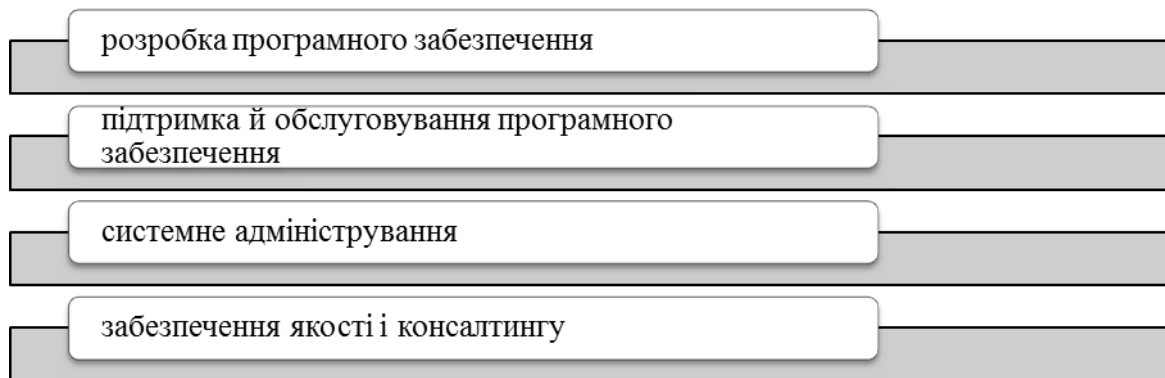 розробка програмного забезпечення
підтримка й обслуговування програмного
забезпечення
системне адміністрування
забезпечення якості і консалтингу